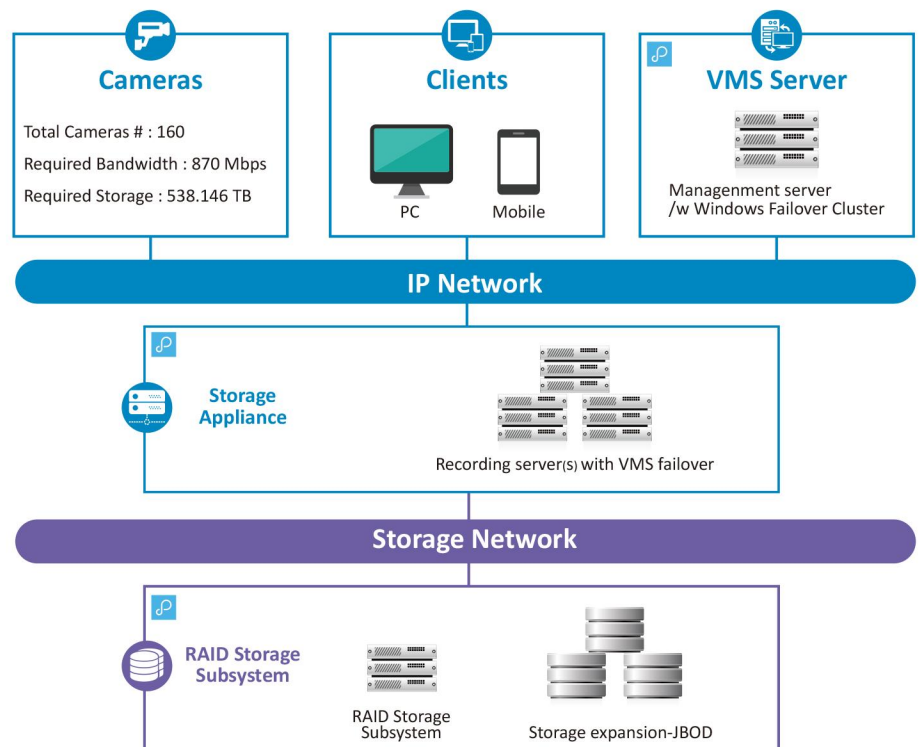 Cameras
Total Cameras # : 160
Required Bandwidth : 870 Mbps
Required Storage : 538.146 TB
Clients
PC
Mobile
VMS Server
Managenment server
/w Windows Failover Cluster
IP Network
Storage
Appliance
Recording server(s) with VMS failover
Storage Network
RAID Storage
Subsystem
RAID Storage
Subsystem
Storage expansion-JBOD